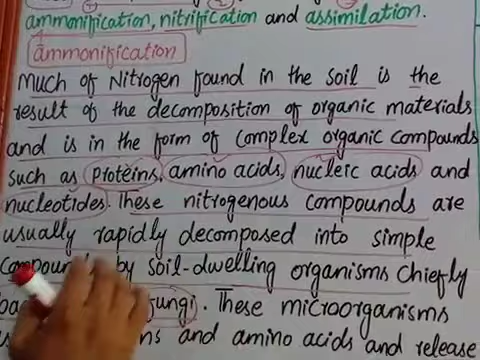 ammonification, nitrification and assimilation.
ammonification
Much of Nitrogen found in the soil is the
result of the decomposition of organic materials
and is in the form of complex organic compounds
such as proteins, amino acids, nucleic acids and
nucleotides. These nitrogenous compounds are
usually rapidly decomposed into simple
by soil-dwelling organisms chiefly
fungi. These microorganisms
and amino acids and release